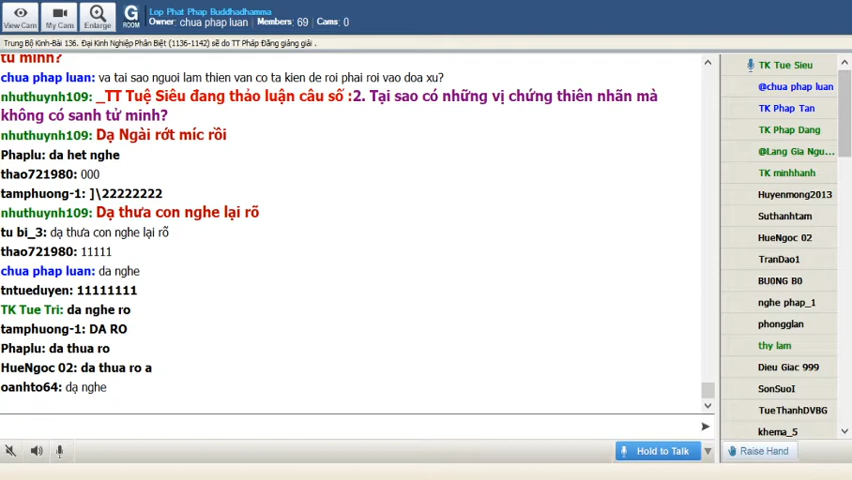 View Cam
My Cam
Enlarge
G
ROOM
Lop Phat Phap Buddhadhamma
Owner: chua phap luan Members: 69 Cams: 0
Trung Bộ Kinh-Bài 136. Đại Kinh Nghiệp Phân Biệt (1136-1142) sẽ do TT Pháp Đăng giảng giải .
tử minh?
chua phap luan: va tai sao nguoi lam thien van co ta kien de roi phai roi vao doa xu?
nhuthuynh109: _TT Tuệ Siêu đang thảo luận câu số :2. Tại sao có những vị chứng thiên nhãn mà
không có sanh tử minh?
nhuthuynh109: Dạ Ngài rớt míc rồi
Phaplu: da het nghe
thao721980: 000
tamphuong-1: ]\22222222
nhuthuynh109: Dạ thưa con nghe lại rõ
tu bi_3: dạ thưa con nghe lại rõ
thao721980: 11111
chua phap luan: da nghe
tntueduyen: 11111111
TK Tue Tri: da nghe ro
tamphuong-1: DA RO
Phaplu: da thua ro
HueNgoc 02: da thua ro a
oanhto64: dạ nghe
TK Tue Sieu
@chua phap luan
TK Phap Tan
TK Phap Dang
@Lang Gia Ngu...
TK minhhanh
Huyenmong2013
Suthanhtam
HueNgoc 02
TranDao1
BU0NG B0
nghe phap_1
phongglan
thy lam
Dieu Giac 999
SonSuoI
TueThanhDVBG
khema_5
Hold to Talk
Raise Hand